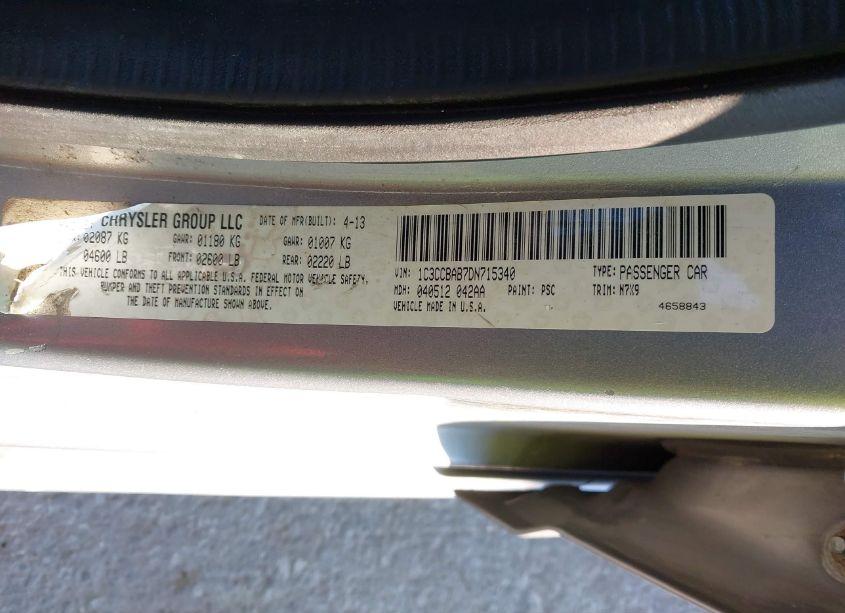 CHRYSLER GROUP LLC DATE OF MFR(BUILT): 4-13
02087 KG GAWR: 01180 KG GAWR: 01007 KG
04600 LB FRONT: 02600 LB REAR: 02220 LB
THIS VEHICLE CONFORMS TO ALL APPLICABLE U.S.A. FEDERAL MOTOR VEHICLE SAFETY,
BUMPER AND THEFT PREVENTION STANDARDS IN EFFECT ON
THE DATE OF MANUFACTURE SHOWN ABOVE.
VIN: 1C3CCBAB7DN715340 TYPE: PASSENGER CAR
MDH: 040512 042AA PAINT: PSC TRIM: M7X9
VEHICLE MADE IN U.S.A. 4658843